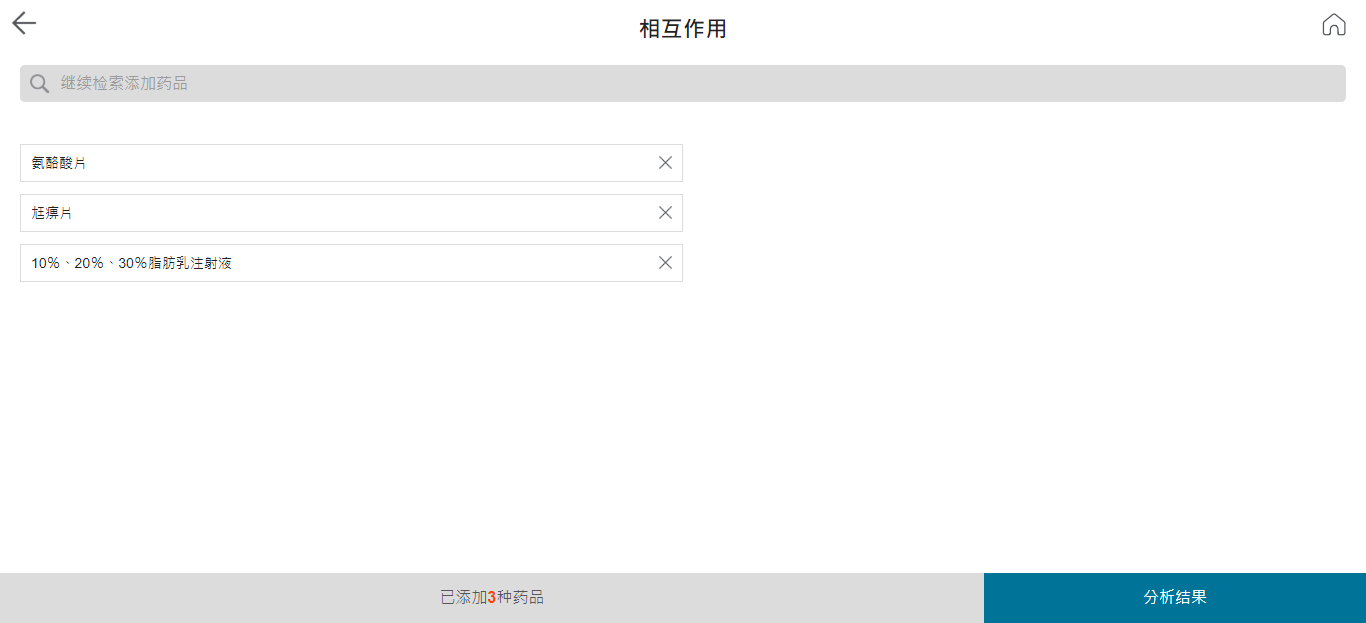 相互作用
继续检索添加药品
氨酪酸片
尪痹片
10%、20%、30%脂肪乳注射液
已添加3种药品
分析结果